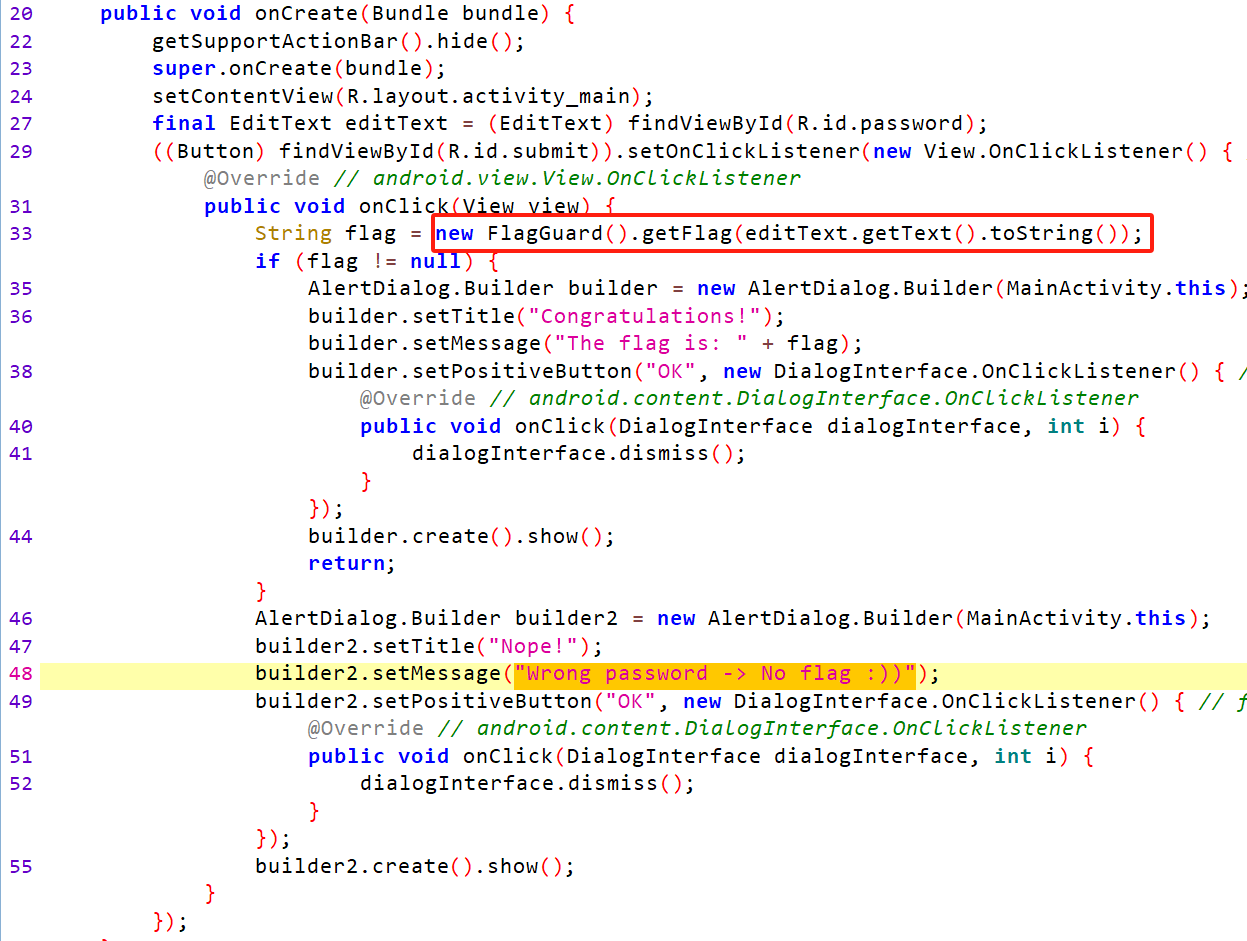 20 public void onCreate(Bundle bundle) {
22 getSupportActionBar().hide();
23 super.onCreate(bundle);
24 setContentView(R.layout.activity_main);
27 final EditText editText = (EditText) findViewById(R.id.password);
29 ((Button) findViewById(R.id.submit)).setOnClickListener(new View.OnClickListener() {
@Override // android.view.View.OnClickListener
31 public void onClick(View view) {
33 String flag = new FlagGuard().getFlag(editText.getText().toString());
if (flag != null) {
35 AlertDialog.Builder builder = new AlertDialog.Builder(MainActivity.this);
36 builder.setTitle("Congratulations!");
builder.setMessage("The flag is: " + flag);
38 builder.setPositiveButton("OK", new DialogInterface.OnClickListener() { /
@Override // android.content.DialogInterface.OnClickListener
40 public void onClick(DialogInterface dialogInterface, int i) {
41 dialogInterface.dismiss();
}
});
44 builder.create().show();
return;
}
46 AlertDialog.Builder builder2 = new AlertDialog.Builder(MainActivity.this);
47 builder2.setTitle("Nope!");
48 builder2.setMessage("Wrong password -> No flag :))");
49 builder2.setPositiveButton("OK", new DialogInterface.OnClickListener() { // f
@Override // android.content.DialogInterface.OnClickListener
51 public void onClick(DialogInterface dialogInterface, int i) {
52 dialogInterface.dismiss();
}
});
55 builder2.create().show();
}
});